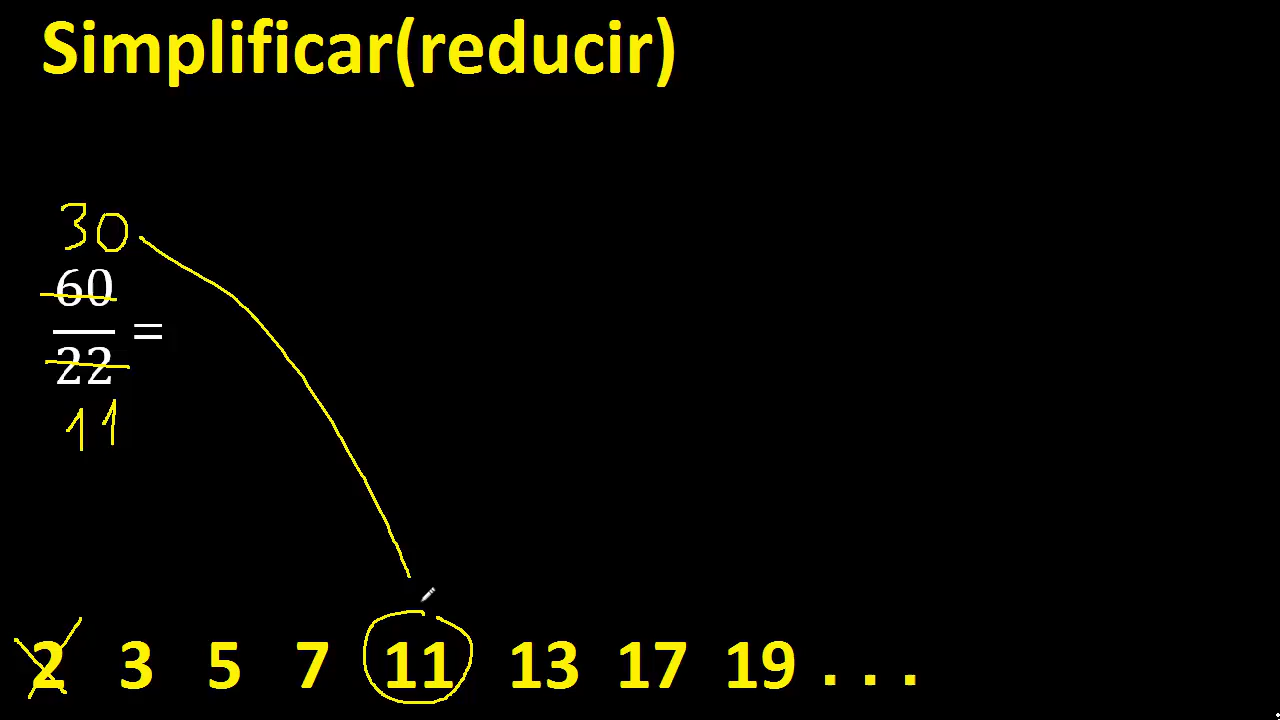 Simplificar(reducir)
30
60
22
=
11
2 3 5 7 11 13 17 19 . . .